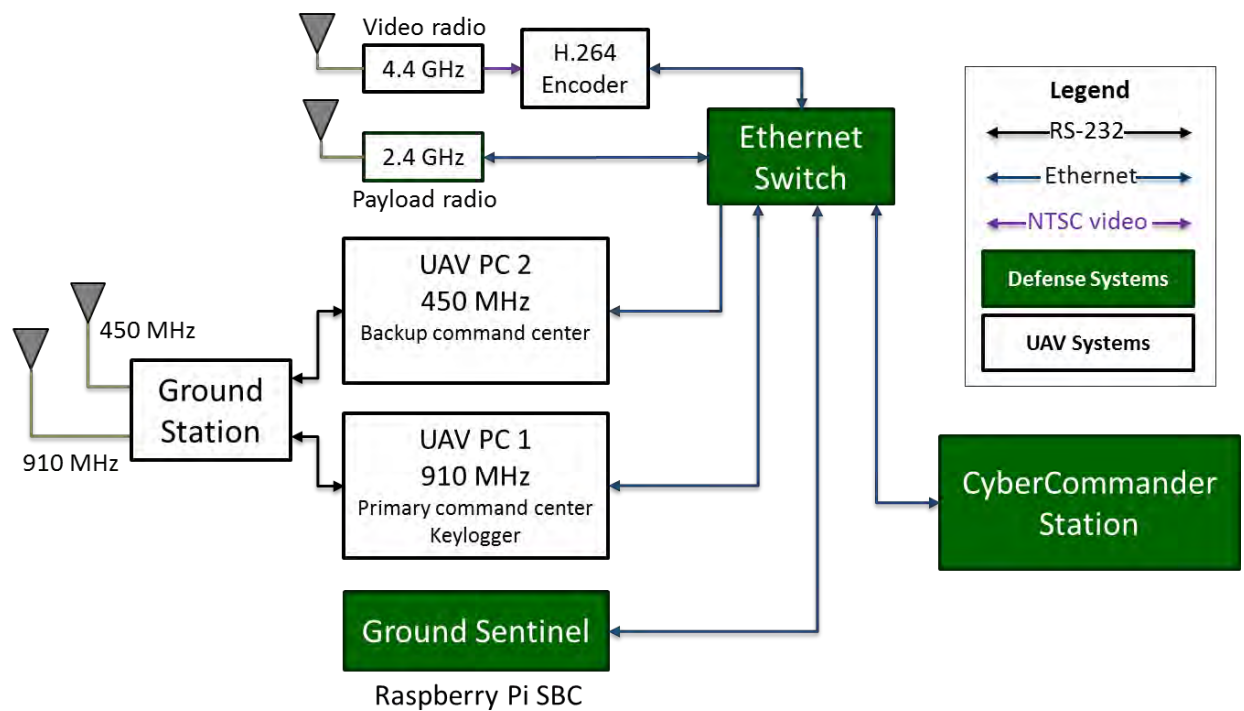 Video radio
4.4 GHz
H.264
Encoder
2.4 GHz
Payload radio
Ethernet
Switch
Legend
RS-232
Ethernet
NTSC video
Defense Systems
UAV Systems
UAV PC 2
450 MHz
Backup command center
450 MHz
910 MHz
Ground
Station
UAV PC 1
910 MHz
Primary command center
Keylogger
CyberCommander
Station
Ground Sentinel
Raspberry Pi SBC